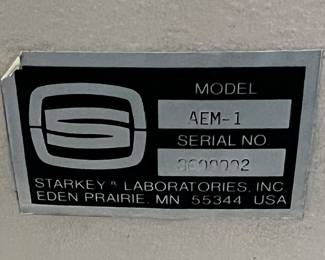 S
MODEL
AEM-1
SERIAL NO
STARKEY® LABORATORIES, INC.
EDEN PRAIRIE, MN 55344 USA